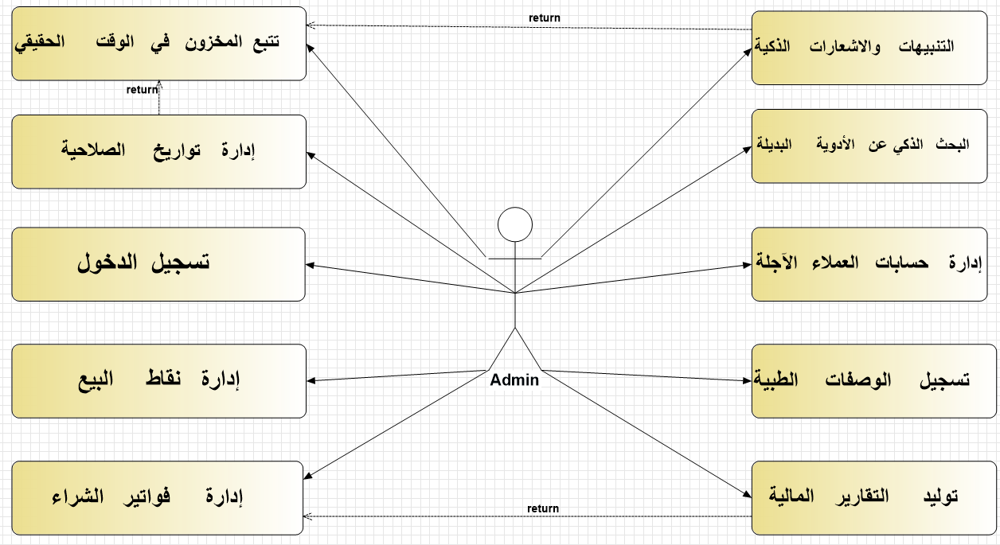 تتبع المخزون في الوقت الحقيقي
return
التنبيهات والاشعارات الذكية
return
إدارة تواريخ الصلاحية
البحث الذكي عن الأدوية البديلة
تسجيل الدخول
إدارة حسابات العملاء الآجلة
إدارة نقاط البيع
Admin
تسجيل الوصفات الطبية
إدارة فواتير الشراء
return
توليد التقارير المالية